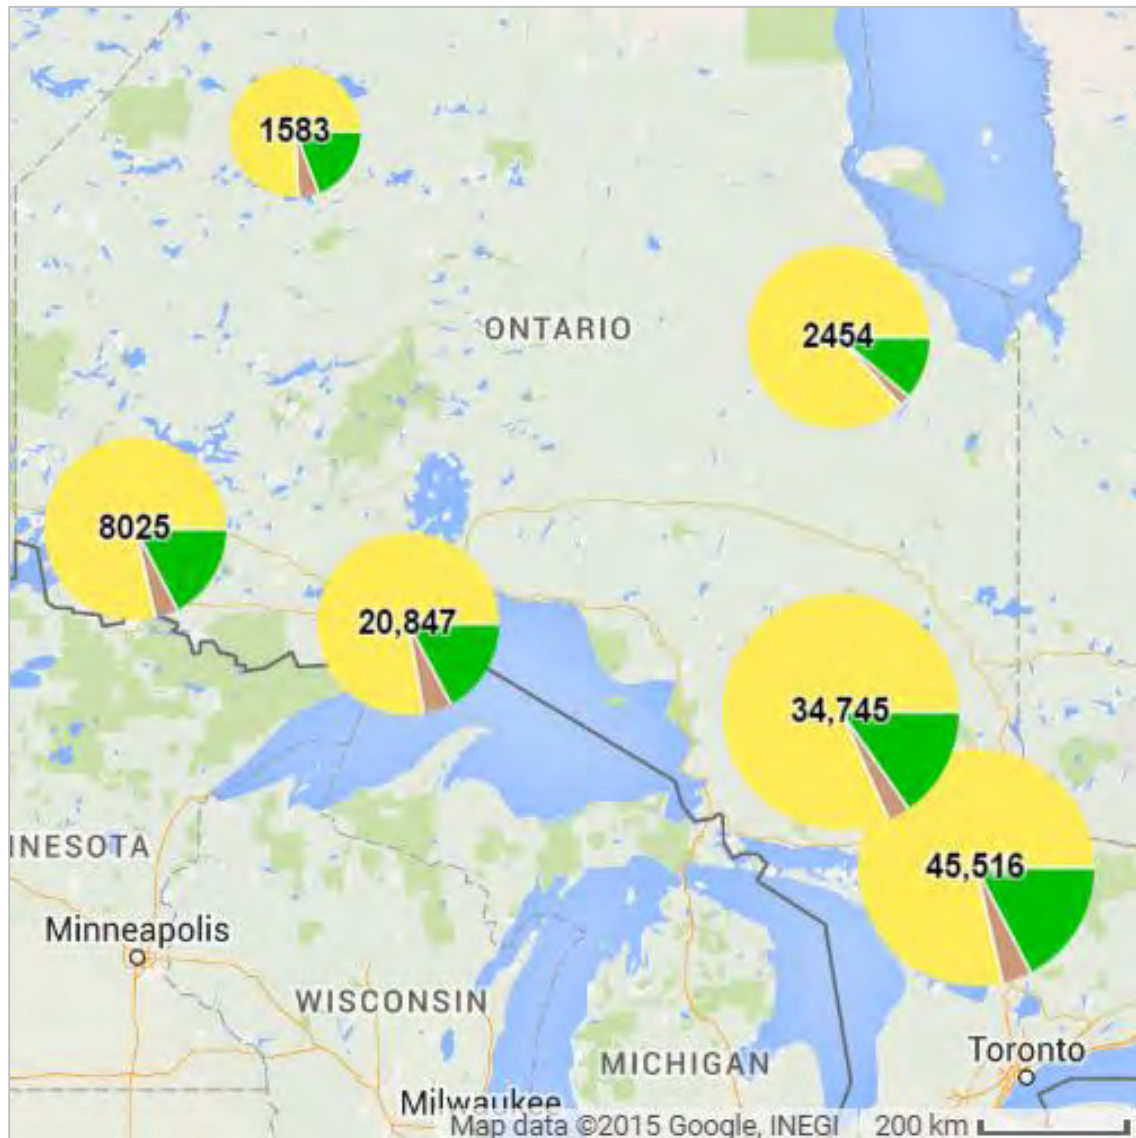 1583
ONTARIO
2454
8025
20,847
34,745
INESOTA
45,516
Minneapolis
WISCONSIN
Toronto
MICHIGAN
Milwaukee
Map data ©2015 Google, INEGI 200 km